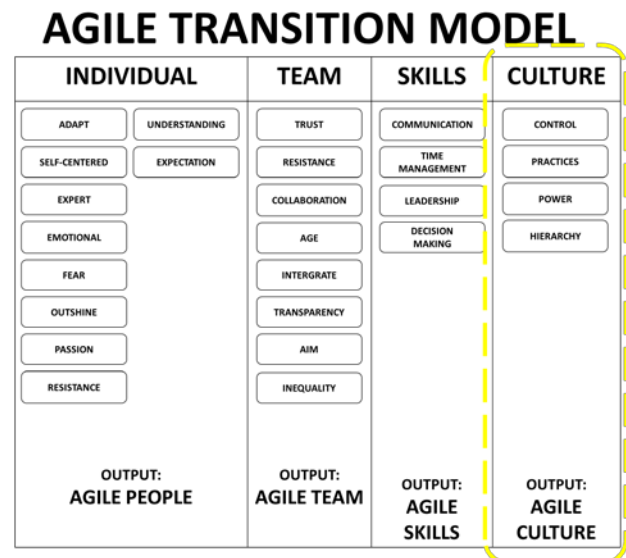 AGILE TRANSITION MODEL
INDIVIDUAL
ADAPT
UNDERSTANDING
SELF-CENTERED
EXPECTATION
EXPERT
EMOTIONAL
FEAR
OUTSHINE
PASSION
RESISTANCE
OUTPUT:
AGILE PEOPLE
TEAM
TRUST
RESISTANCE
COLLABORATION
AGE
INTERGRATE
TRANSPARENCY
AIM
INEQUALITY
OUTPUT:
AGILE TEAM
SKILLS
COMMUNICATION
TIME
MANAGEMENT
LEADERSHIP
DECISION
MAKING
OUTPUT:
AGILE
SKILLS
CULTURE
CONTROL
PRACTICES
POWER
HIERARCHY
OUTPUT:
AGILE
CULTURE